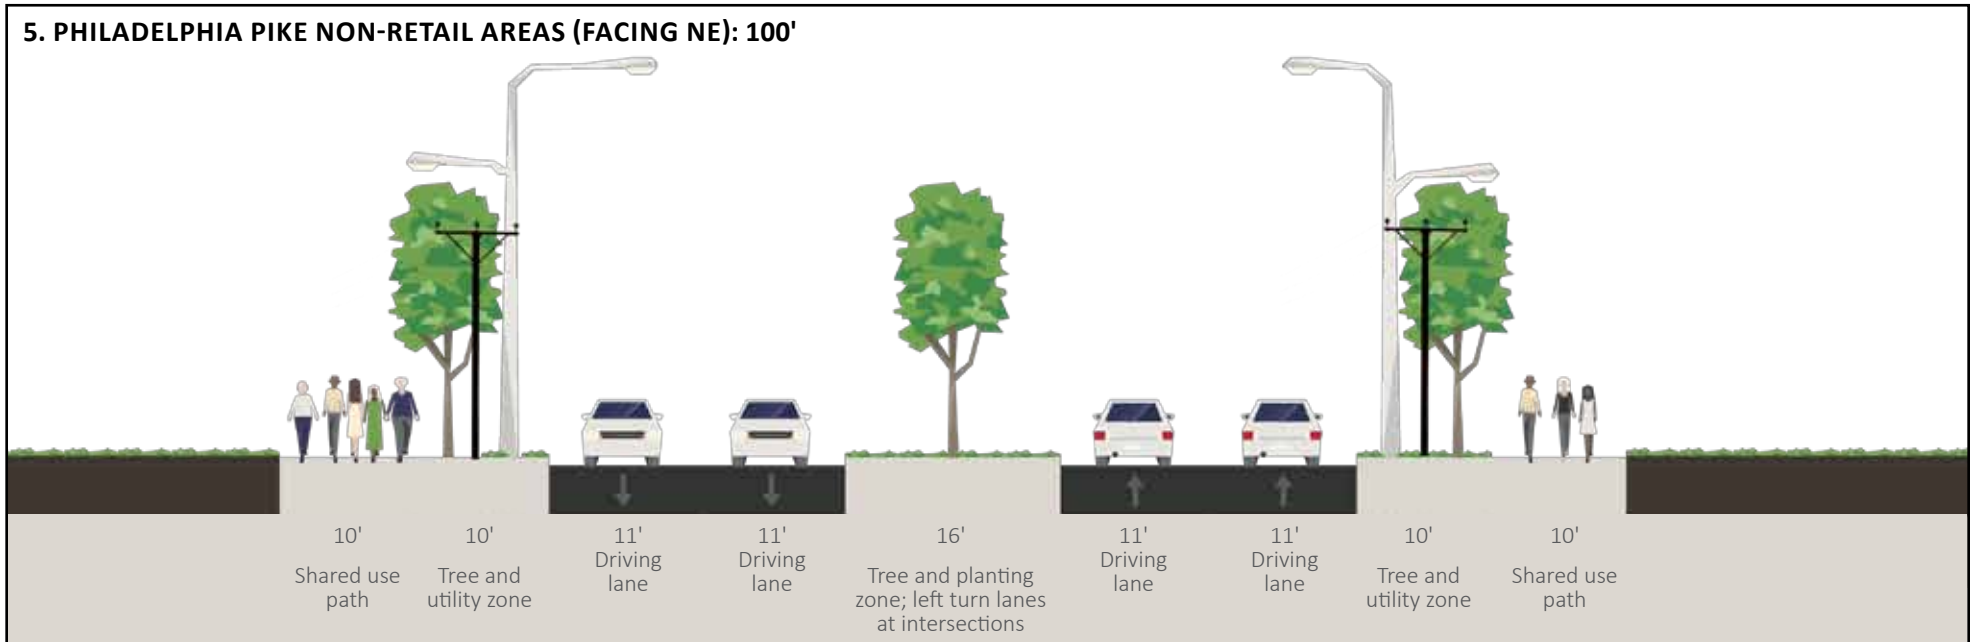 5. PHILADELPHIA PIKE NON-RETAIL AREAS (FACING NE): 100'
10'
Shared use
path
10'
Tree and
utility zone
11'
Driving
lane
11'
Driving
lane
16'
Tree and planting
zone; left turn lanes
at intersections
11'
Driving
lane
11'
Driving
lane
10'
Tree and
utility zone
10'
Shared use
path